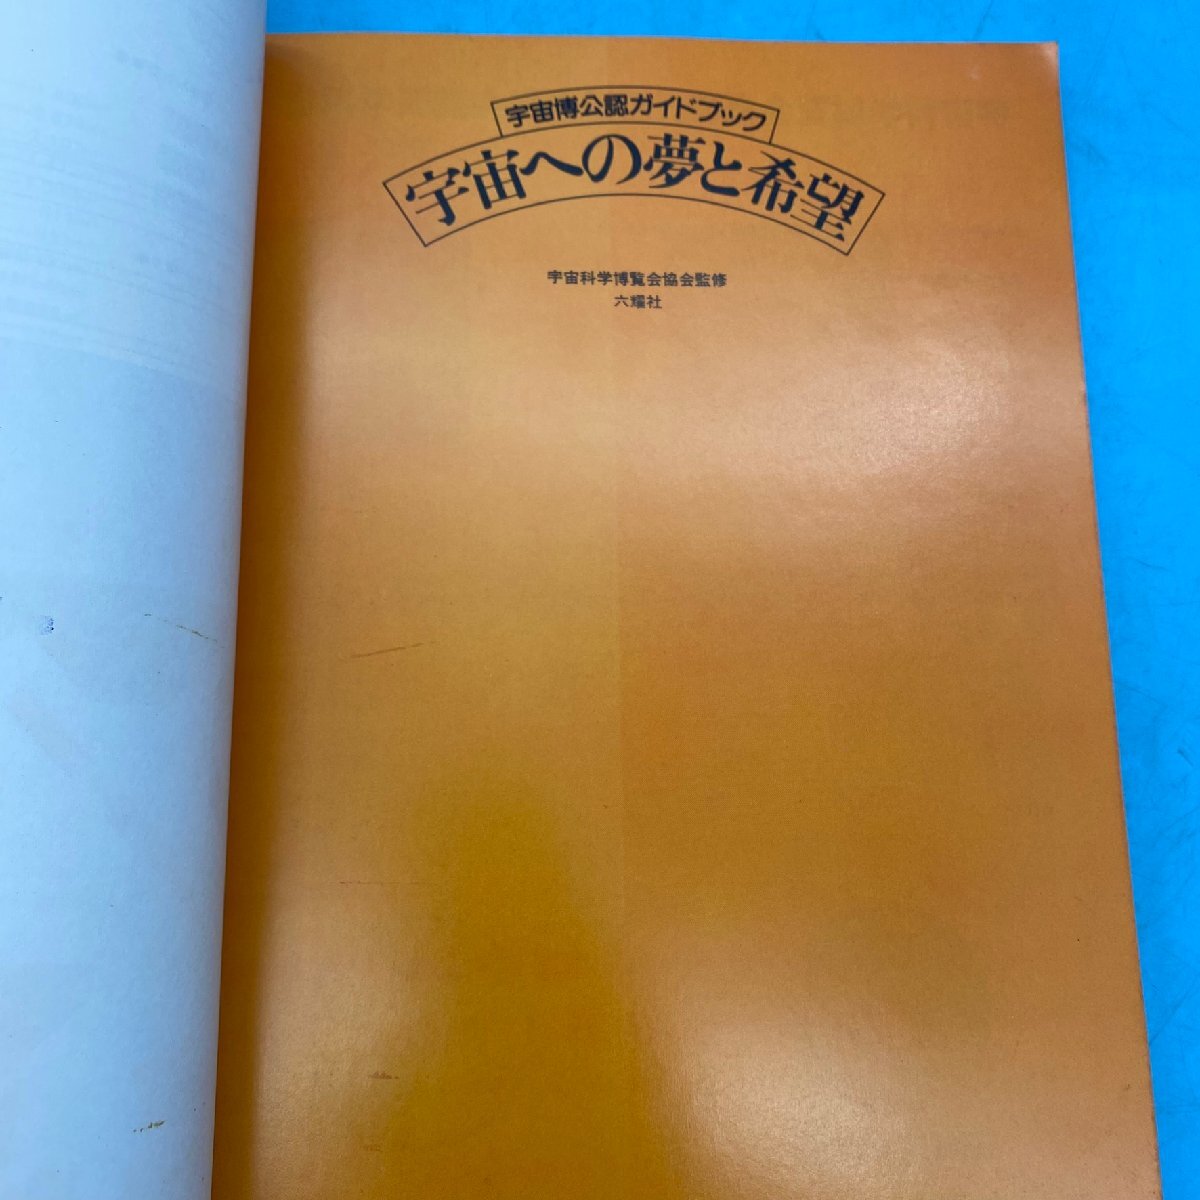 宇宙博公認ガイドブック
宇宙への夢と希望
宇宙科学博覧会協会監修
六耀社